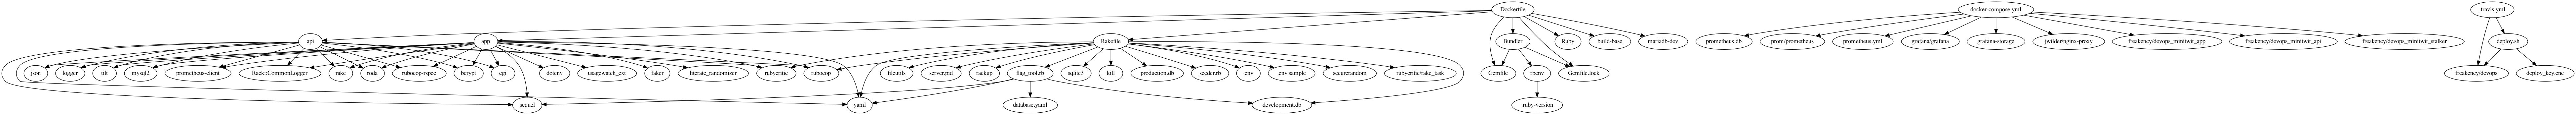 Dockerfile
docker-compose.yml
.travis.yml
api
app
Rakefile
Bundler
Ruby
build-base
mariadb-dev
prometheus.db
prom/prometheus
prometheus.yml
grafana/grafana
grafana-storage
jwilder/nginx-proxy
freakency/devops_minitwit_app
freakency/devops_minitwit_api
freakency/devops_minitwit_stalker
deploy.sh
json
logger
tilt
mysql2
prometheus-client
Rack::CommonLogger
rake
roda
rubocop-rspec
bcrypt
cgi
dotenv
usagewatch_ext
faker
literate_randomizer
rubycritic
rubocop
fileutils
server.pid
rackup
flag_tool.rb
sqlite3
kill
production.db
seeder.rb
.env
.env.sample
securerandom
rubycritic/rake_task
Gemfile
rbenv
Gemfile.lock
freakency/devops
deploy_key.enc
sequel
yaml
database.yaml
development.db
.ruby-version